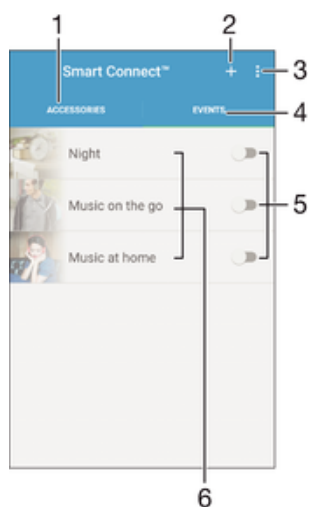 1 2
Smart Connect™ + 3
ACCESSORIES EVENTS 4
Night
Music on the go 5
Music at home
6